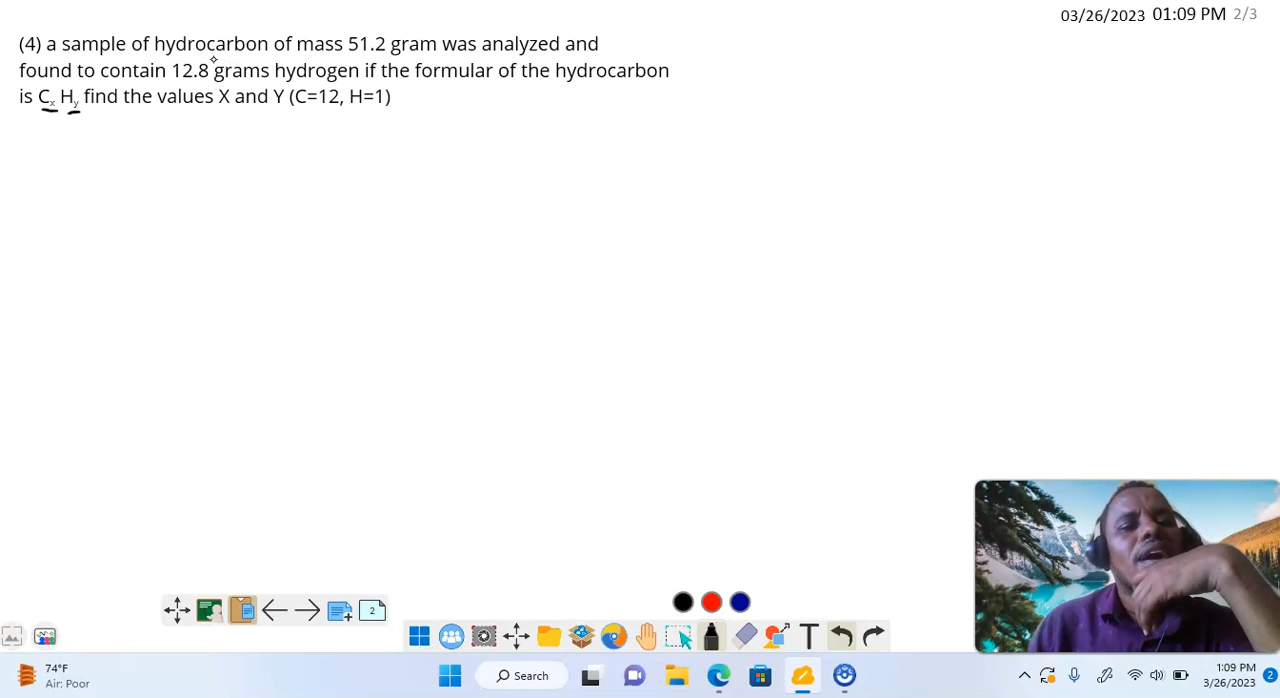 03/26/2023 01:09 PM 2/3
(4) a sample of hydrocarbon of mass 51.2 gram was analyzed and
found to contain 12.8 grams hydrogen if the formular of the hydrocarbon
is Cx Hy find the values X and Y (C=12, H=1)
2
T
74°F
Air: Poor
Search
1:09 PM
3/26/2023
2